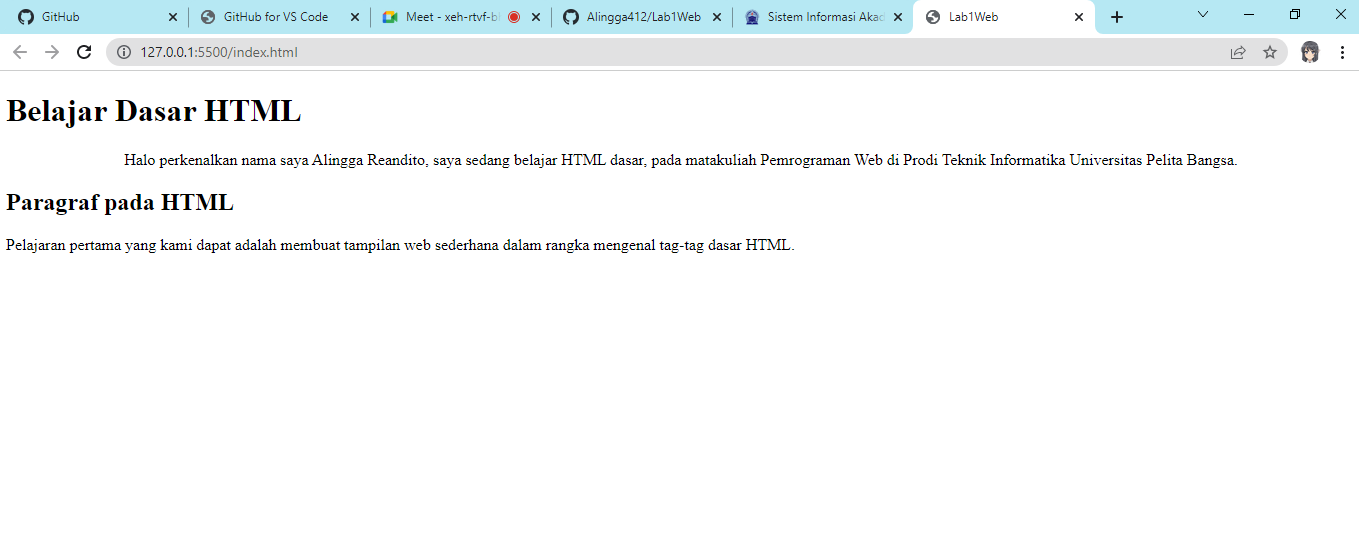 GitHub
GitHub for VS Code
Meet - xeh-rtvf-b
Alingga412/Lab1Web
Sistem Informasi Akad
Lab1Web
127.0.0.1:5500/index.html
Belajar Dasar HTML
Halo perkenalkan nama saya Alingga Reandito, saya sedang belajar HTML dasar, pada matakuliah Pemrograman Web di Prodi Teknik Informatika Universitas Pelita Bangsa.
Paragraf pada HTML
Pelajaran pertama yang kami dapat adalah membuat tampilan web sederhana dalam rangka mengenal tag-tag dasar HTML.